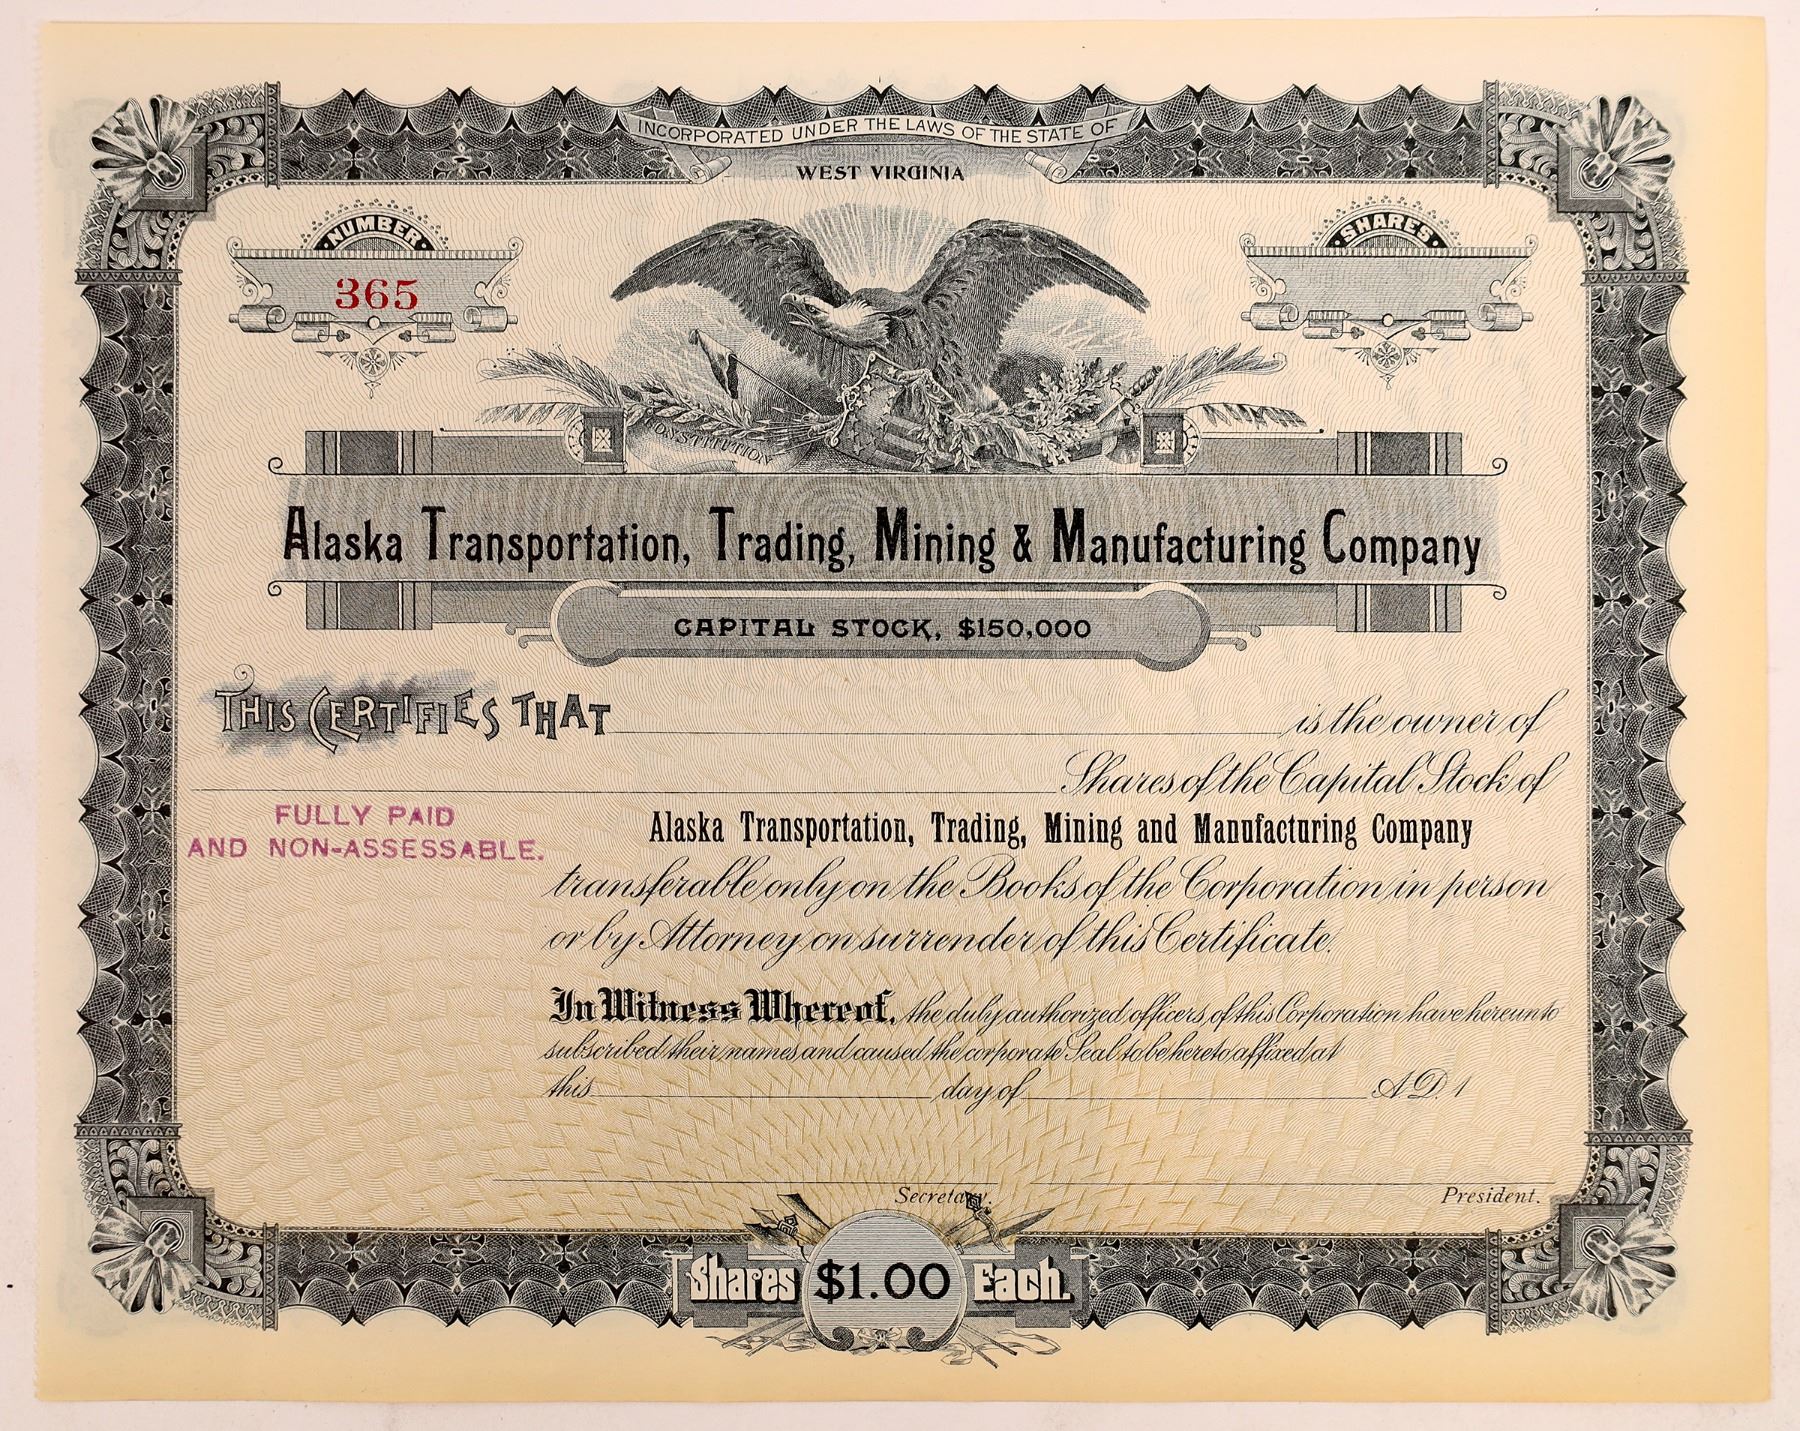 INCORPORATED UNDER THE LAWS OF THE STATE OF
WEST VIRGINIA
NUMBER
365
SHARES
CONSTITUTION
Alaska Transportation, Trading, Mining & Manufacturing Company
CAPITAL STOCK, $150,000
THIS CERTIFIES THAT is the owner of
Shares of the Capital Stock of
FULLY PAID
AND NON-ASSESSABLE.
Alaska Transportation, Trading, Mining and Manufacturing Company
transferable only on the Books of the Corporation in person
or by Attorney on surrender of this Certificate.
In Witness Whereof, the duly authorized officers of this Corporation have hereunto
subscribed their names and caused the corporate Seal to be hereto affixed at
this day of A.D. 1
Secretary.
President.
Shares $1.00 Each.